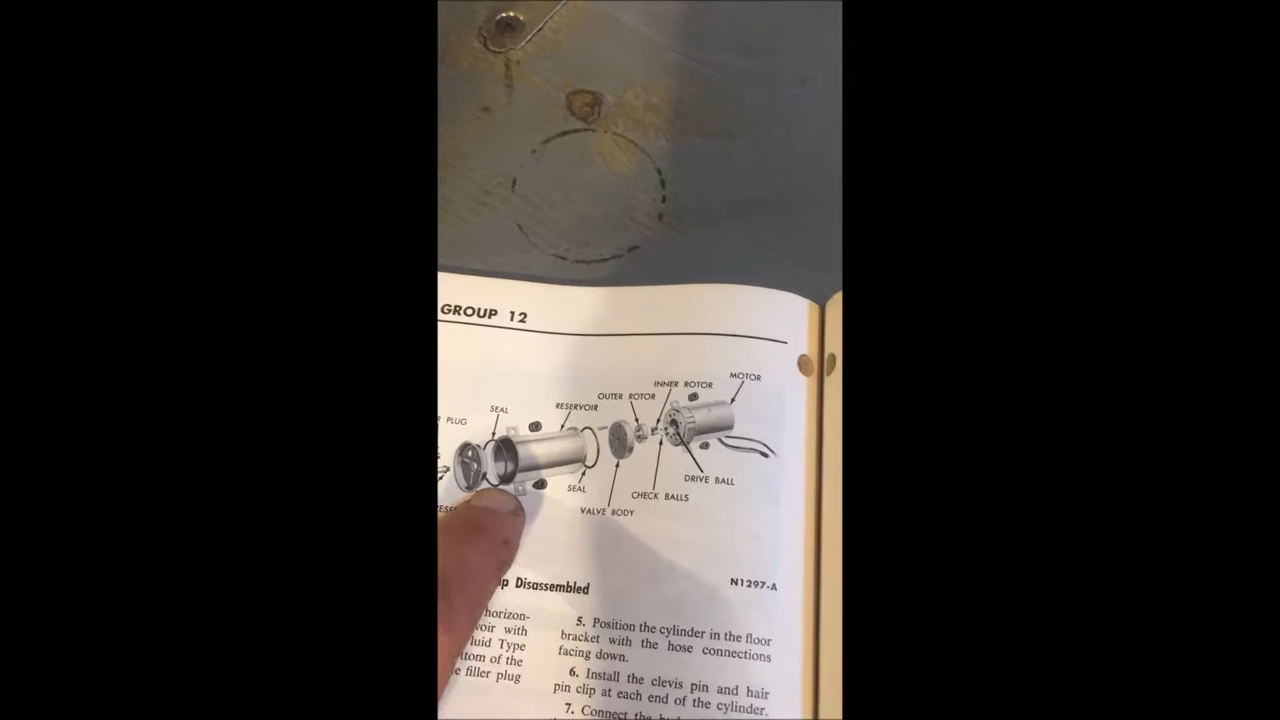 GROUP 12
MOTOR
INNER ROTOR
OUTER ROTOR
RESERVOIR
SEAL
R PLUG
DRIVE BALL
SEAL
CHECK BALLS
VALVE BODY
p Disassembled
N1297-A
horizon-
voir with
luid Type
ttom of the
e filler plug
5. Position the cylinder in the floor
bracket with the hose connections
facing down.
6. Install the clevis pin and hair
pin clip at each end of the cylinder.
7. Connect the